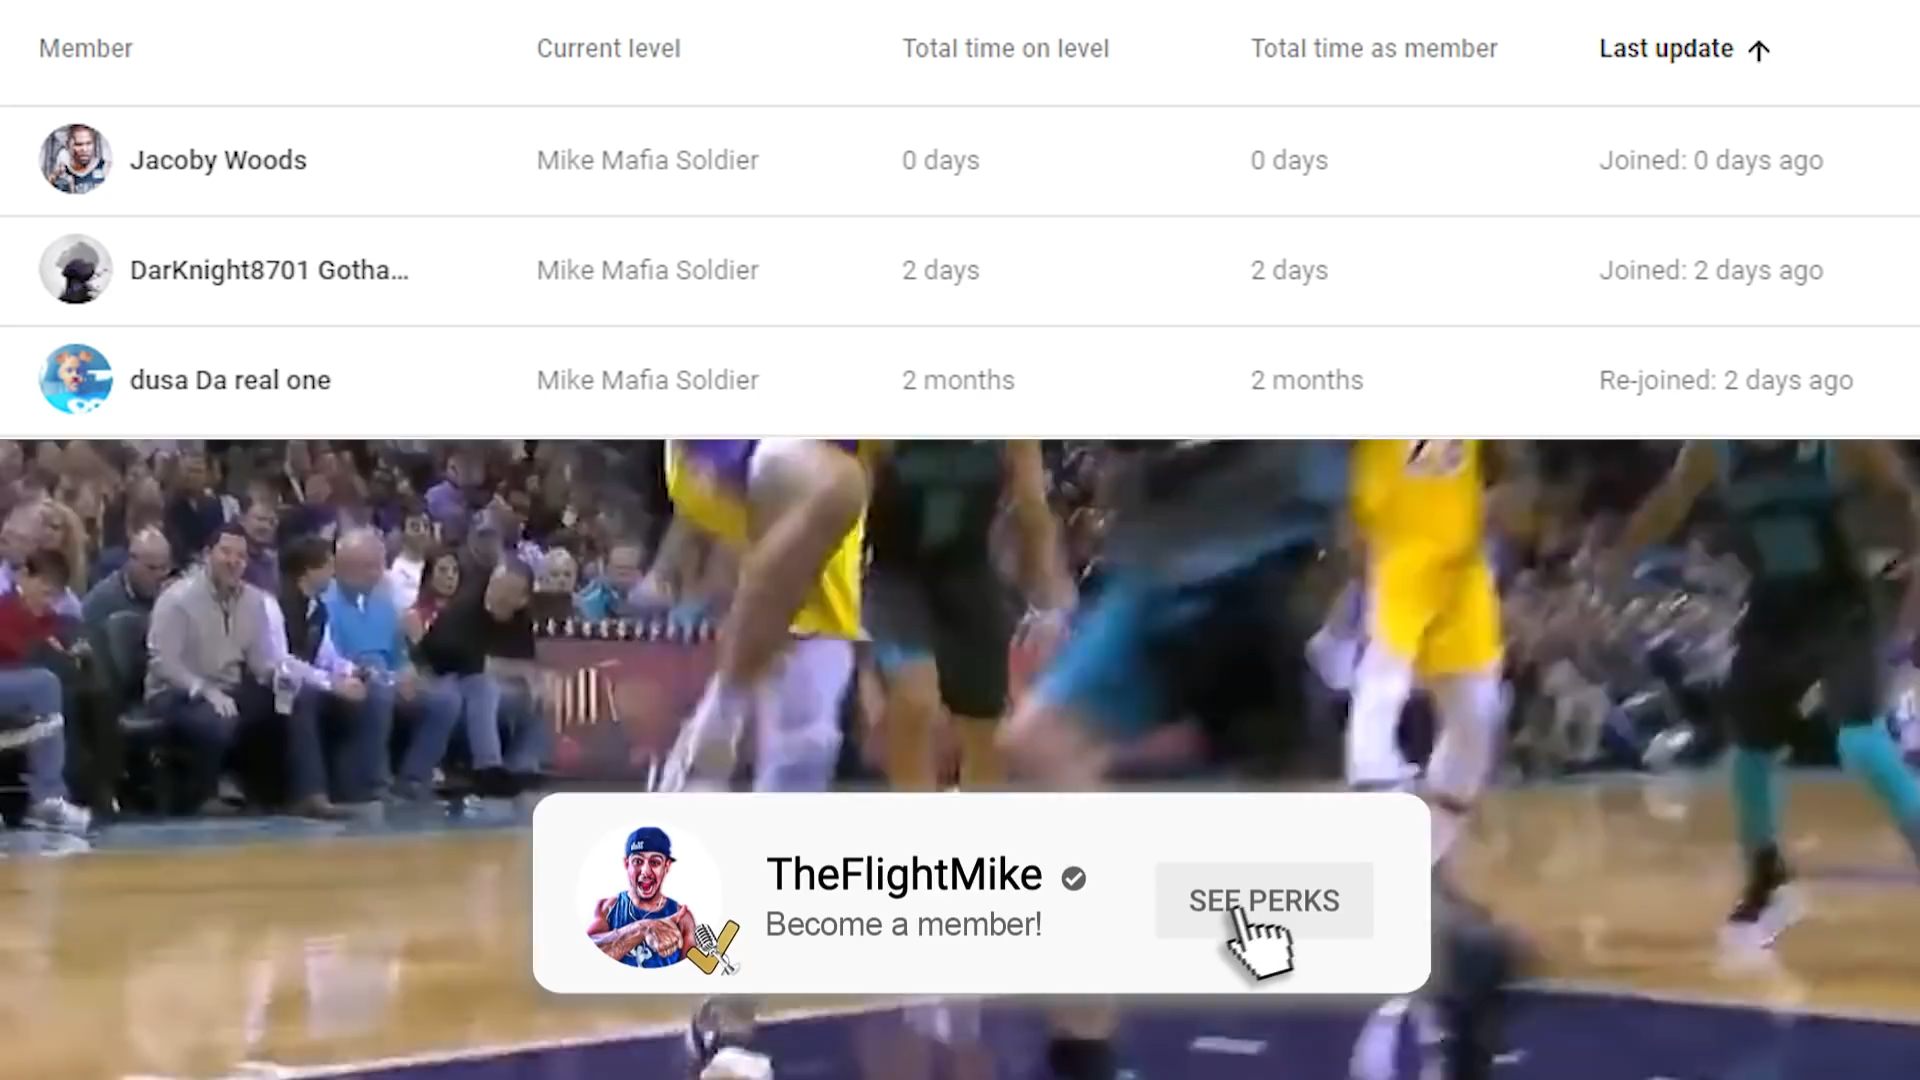 Member Current level Total time on level Total time as member Last update
Jacoby Woods Mike Mafia Soldier 0 days 0 days Joined: 0 days ago
DarKnight8701 Gotha... Mike Mafia Soldier 2 days 2 days Joined: 2 days ago
dusa Da real one Mike Mafia Soldier 2 months 2 months Re-joined: 2 days ago
TheFlightMike
Become a member!
SEE PERKS